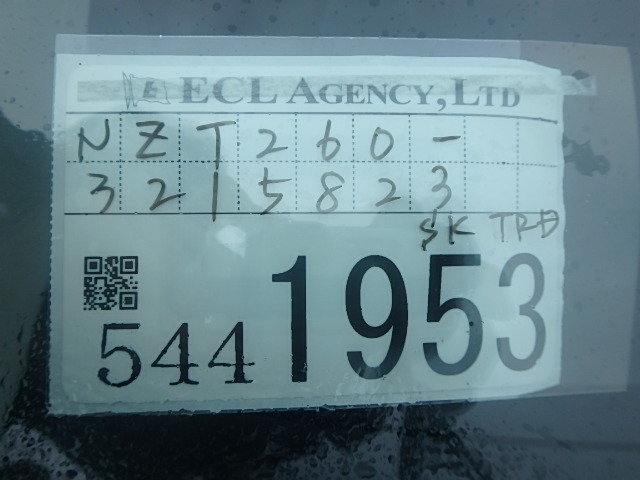 ECL AGENCY, LTD
NZT260-
3215823
SK TRD
5441953